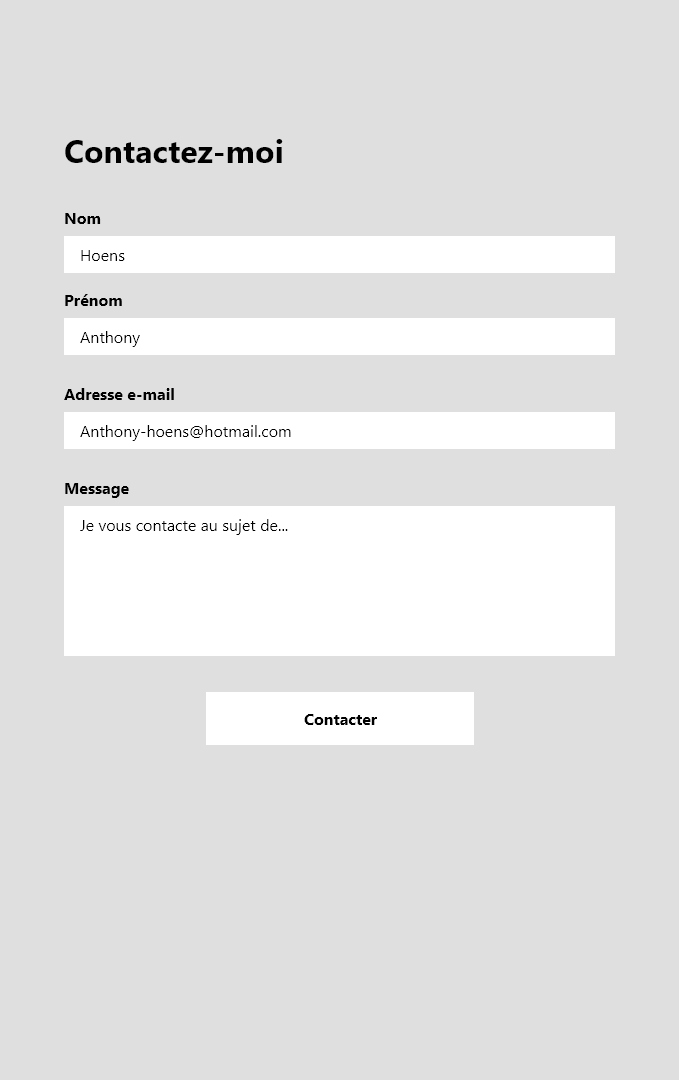 Contactez-moi
Nom
Hoens
Prénom
Anthony
Adresse e-mail
Anthony-hoens@hotmail.com
Message
Je vous contacte au sujet de...
Contacter